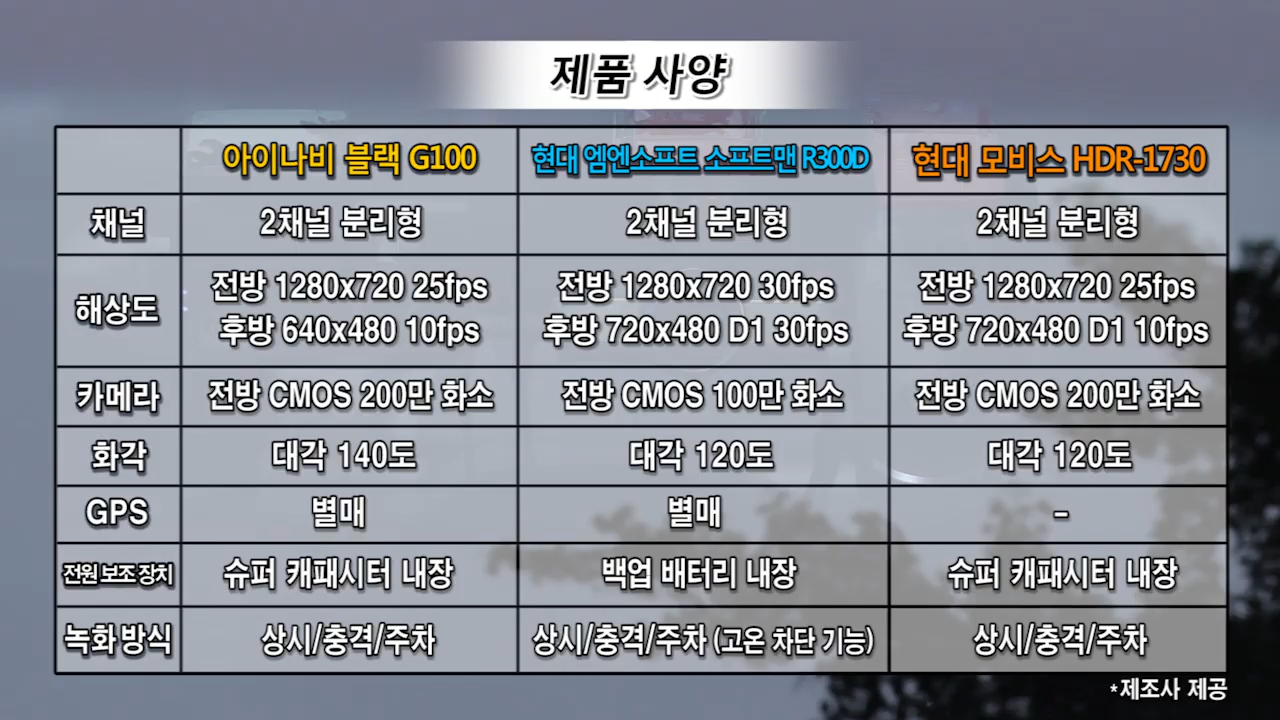 제품 사양
아이나비 블랙 G100 현대 엠엔소프트 소프트맨 R300D 현대 모비스 HDR-1730
채널 2채널 분리형 2채널 분리형 2채널 분리형
해상도 전방 1280x720 25fps 전방 1280x720 30fps 전방 1280x720 25fps
후방 640x480 10fps 후방 720x480 D1 30fps 후방 720x480 D1 10fps
카메라 전방 CMOS 200만 화소 전방 CMOS 100만 화소 전방 CMOS 200만 화소
화각 대각 140도 대각 120도 대각 120도
GPS 별매 별매 -
전원 보조 장치 슈퍼 캐패시터 내장 백업 배터리 내장 슈퍼 캐패시터 내장
녹화 방식 상시/충격/주차 상시/충격/주차 (고온 차단 기능) 상시/충격/주차
*제조사 제공